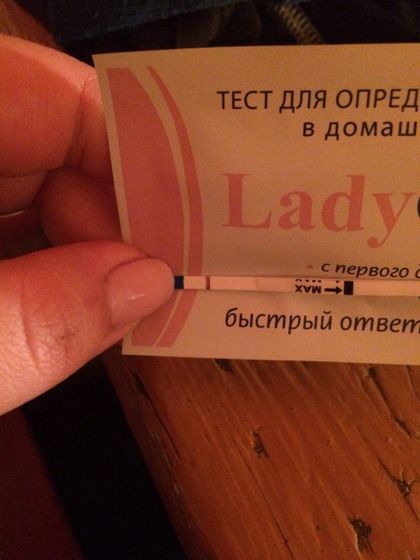 ТЕСТ ДЛЯ ОПРЕД
в домаш
Lady
с первого
MAX
быстрый ответ